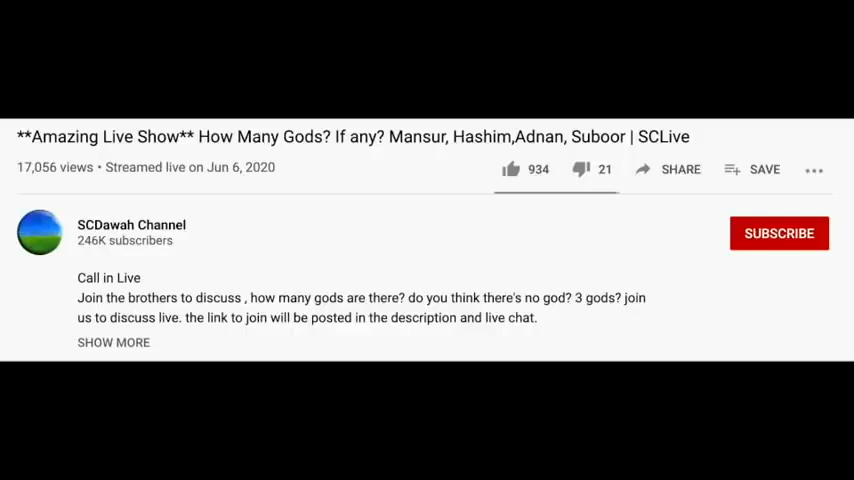 **Amazing Live Show** How Many Gods? If any? Mansur, Hashim,Adnan, Suboor | SCLive
17,056 views • Streamed live on Jun 6, 2020
934
21
SHARE
SAVE
SCDawah Channel
246K subscribers
SUBSCRIBE
Call in Live
Join the brothers to discuss , how many gods are there? do you think there's no god? 3 gods? join
us to discuss live. the link to join will be posted in the description and live chat.
SHOW MORE